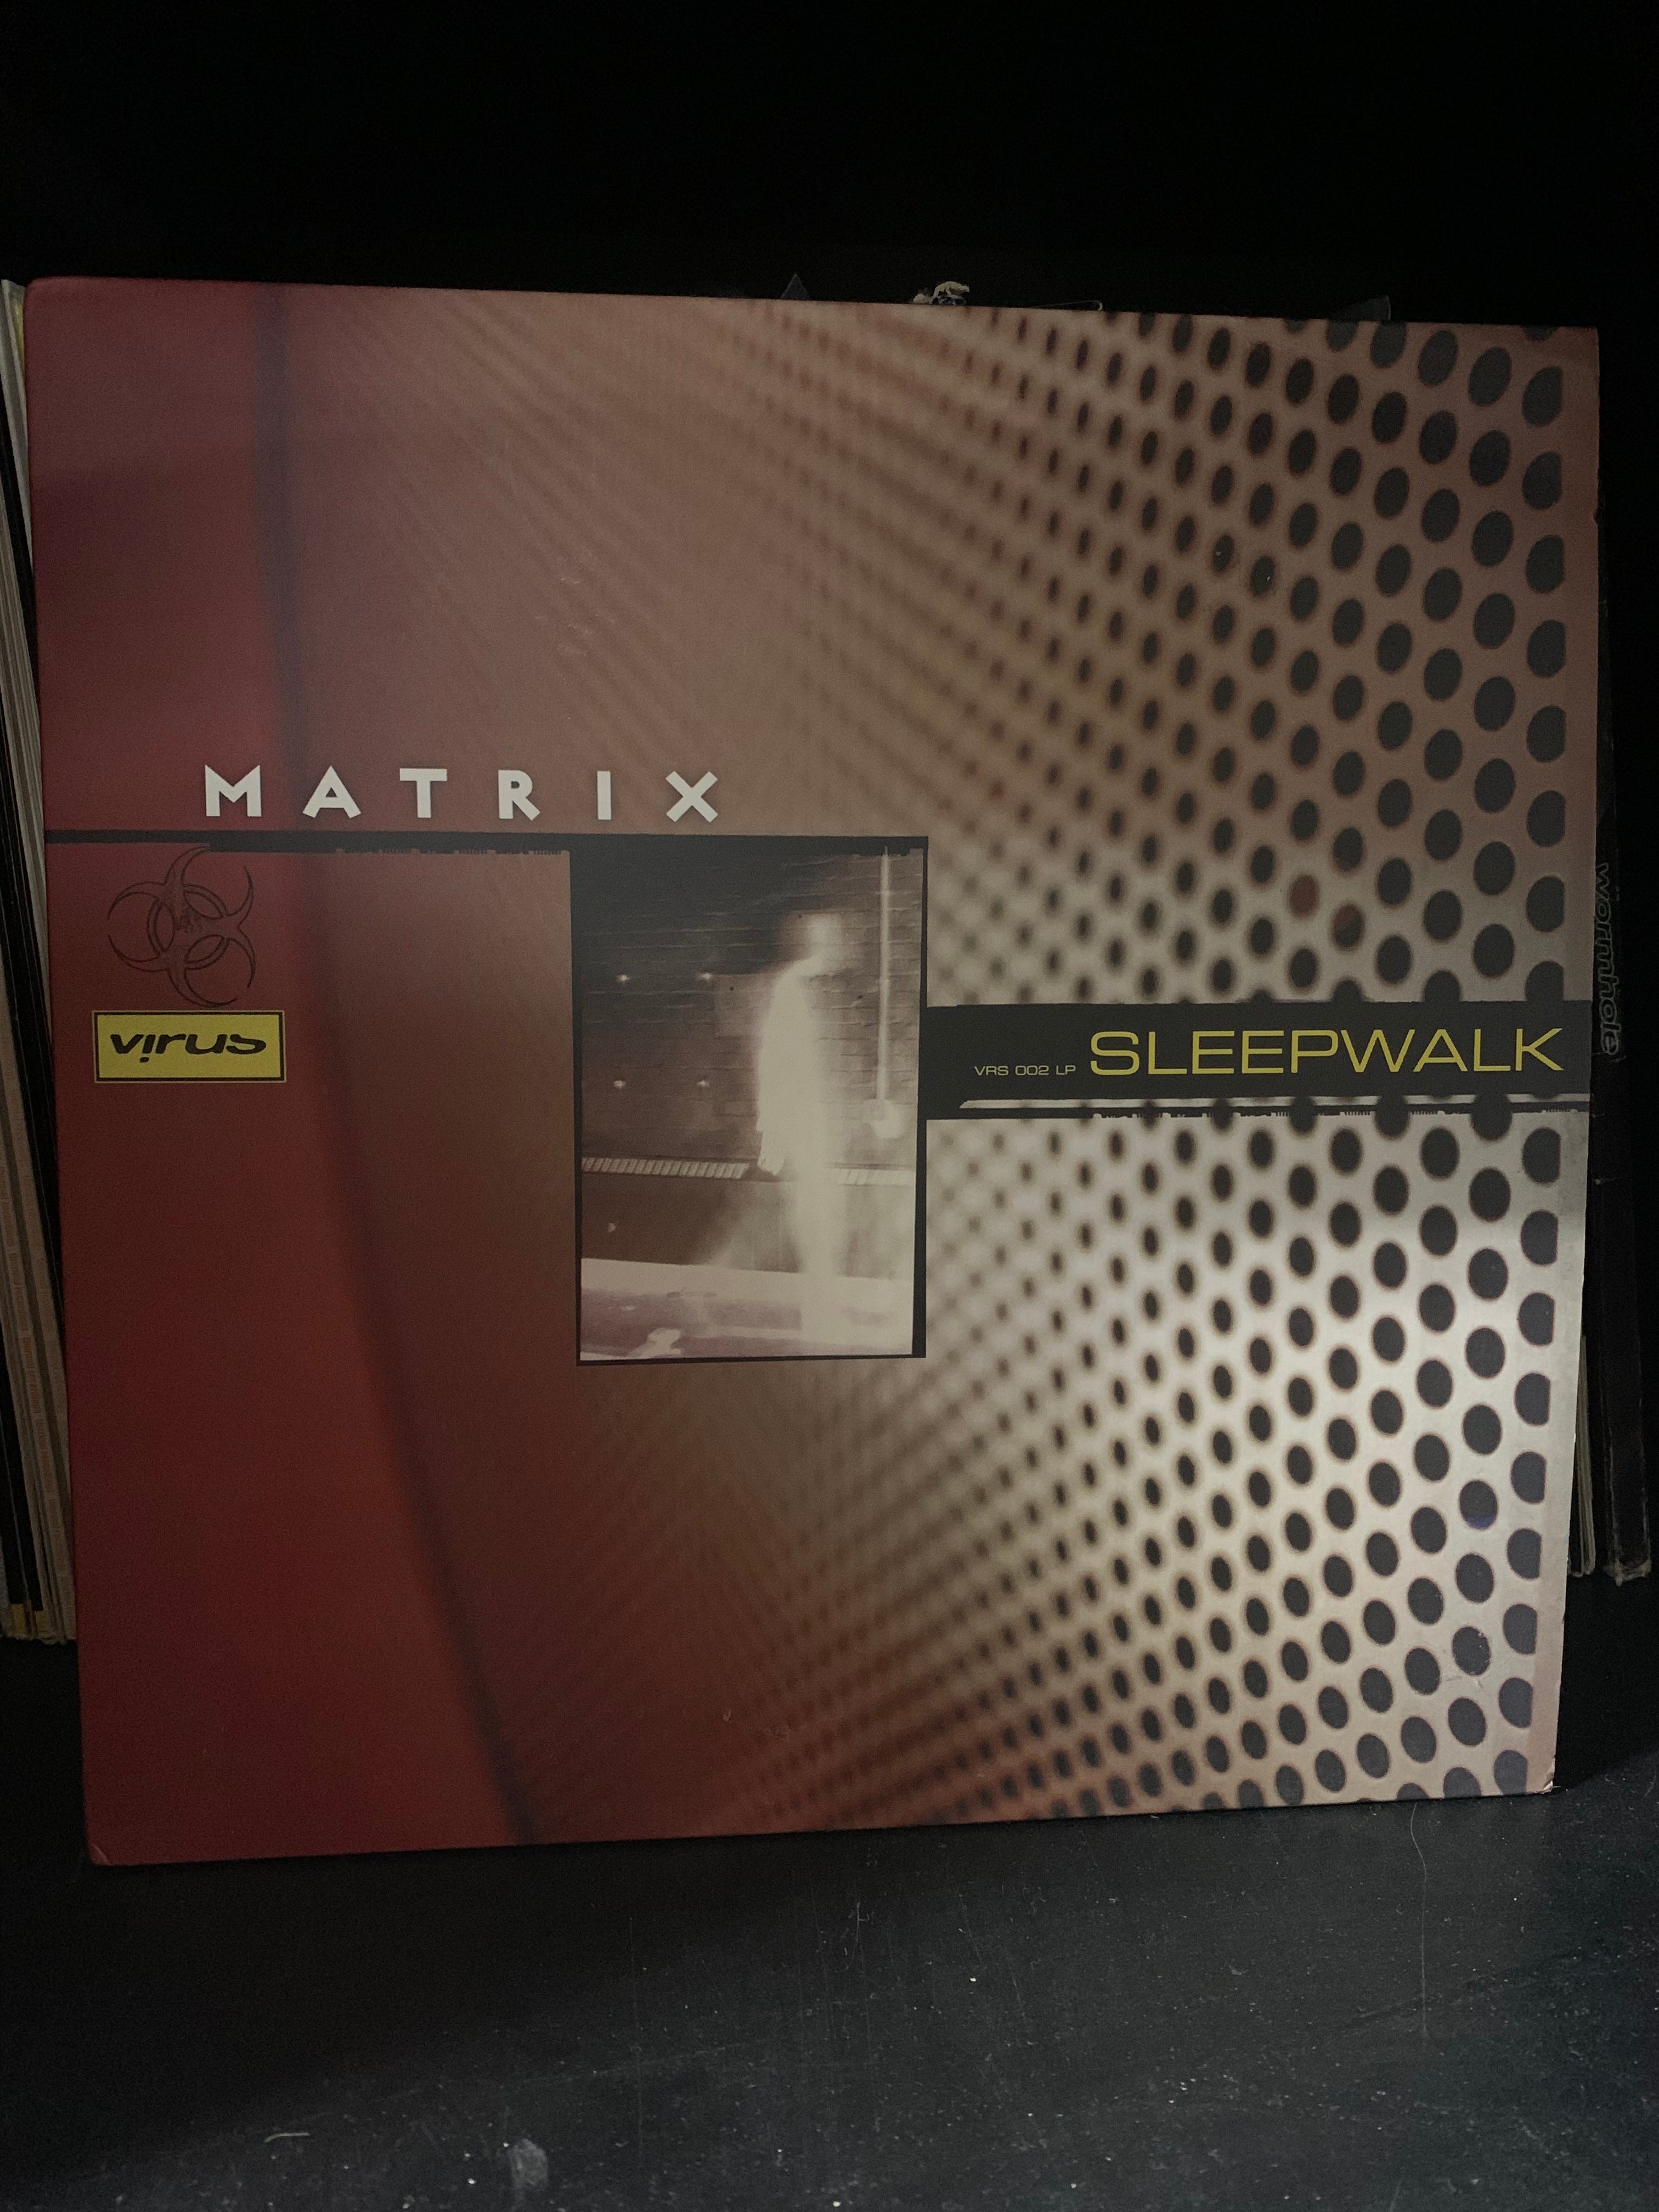 MATRIX
virus
VRS 002 LP SLEEPWALK
wormhole